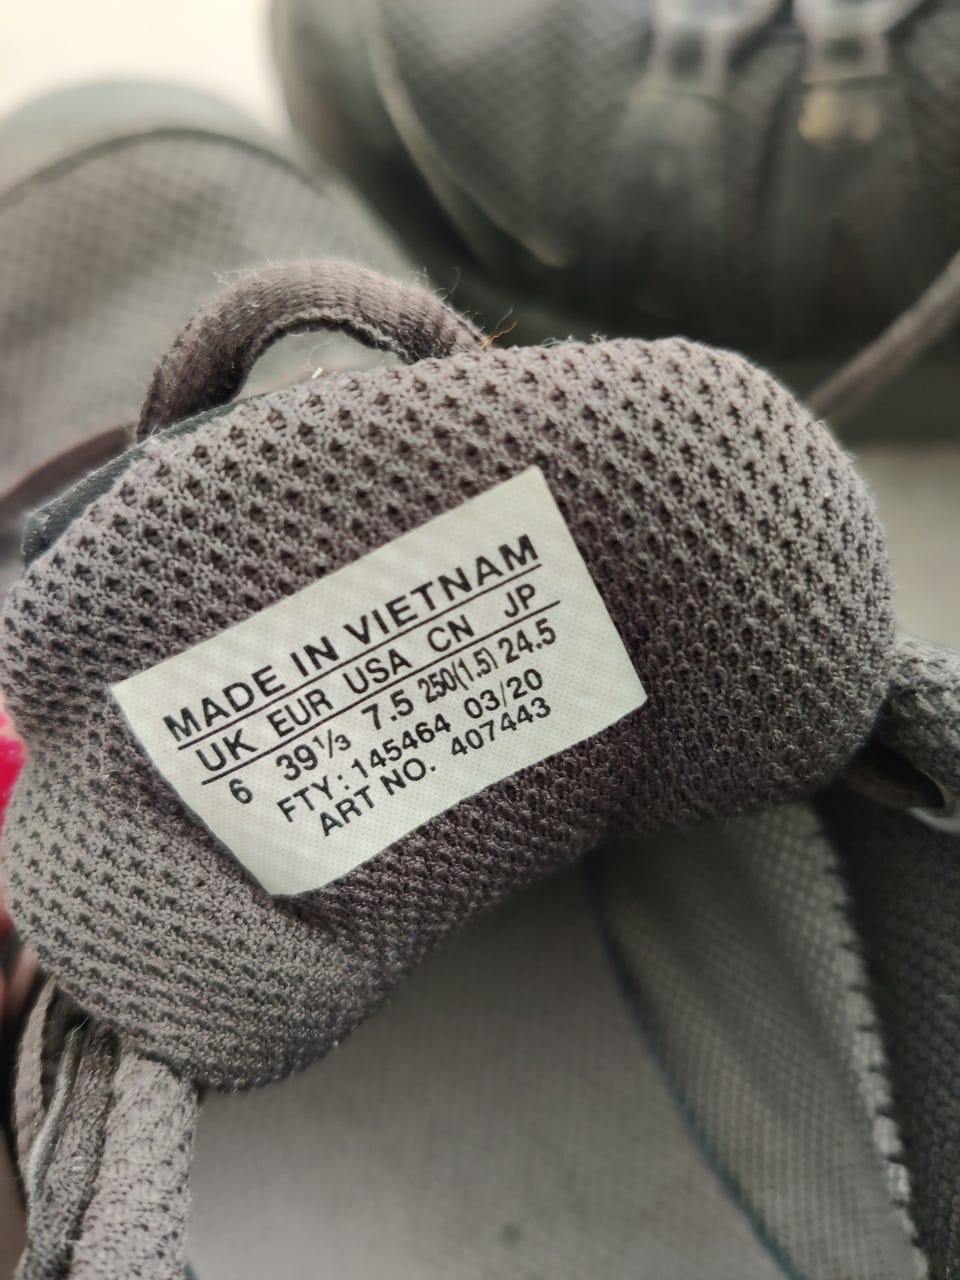 MADE IN VIETNAM
UK EUR USA CN JP
6 39⅓ 7.5 250(1.5) 24.5
FTY: 145464 03/20
ART NO. 407443